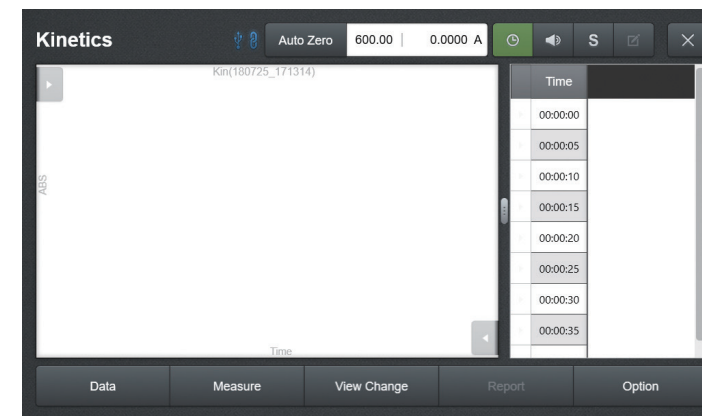 Kinetics
Auto Zero
600.00
0.0000 A
S
Kin(180725_171314)
ABS
Time
Time
00:00:00
00:00:05
00:00:10
00:00:15
00:00:20
00:00:25
00:00:30
00:00:35
Data
Measure
View Change
Report
Option